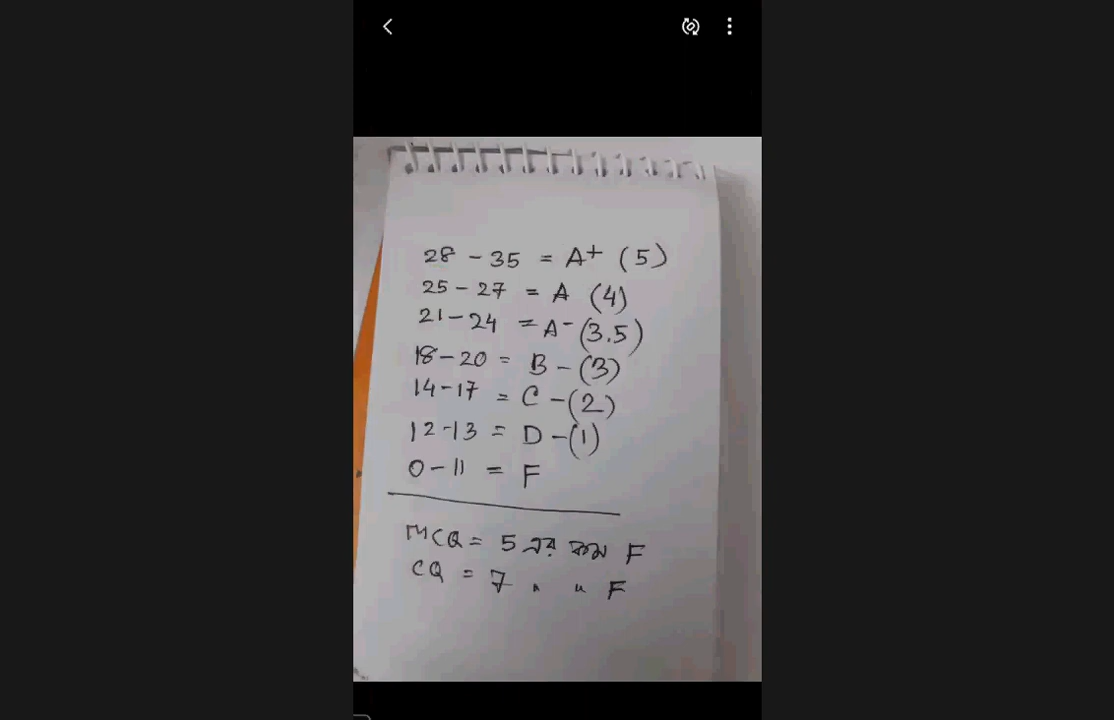 28 - 35 = A+ (5)
25 - 27 = A (4)
21 - 24 = A- (3.5)
18 - 20 = B - (3)
14 - 17 = C - (2)
12 - 13 = D - (1)
0 - 11 = F
MCQ = 5 এর কম F
CQ = 7 " " F